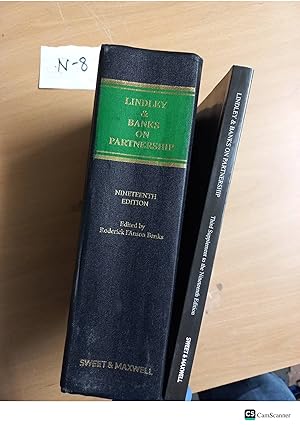 N-8
LINDLEY
&
BANKS
ON
PARTNERSHIP
NINETEENTH
EDITION
Edited by
Roderick I'Anson Banks
SWEET & MAXWELL
LINDLEY & BANKS ON PARTNERSHIP
Third Supplement to the Nineteenth Edition
SWEET & MAXWELL
CS CamScanner